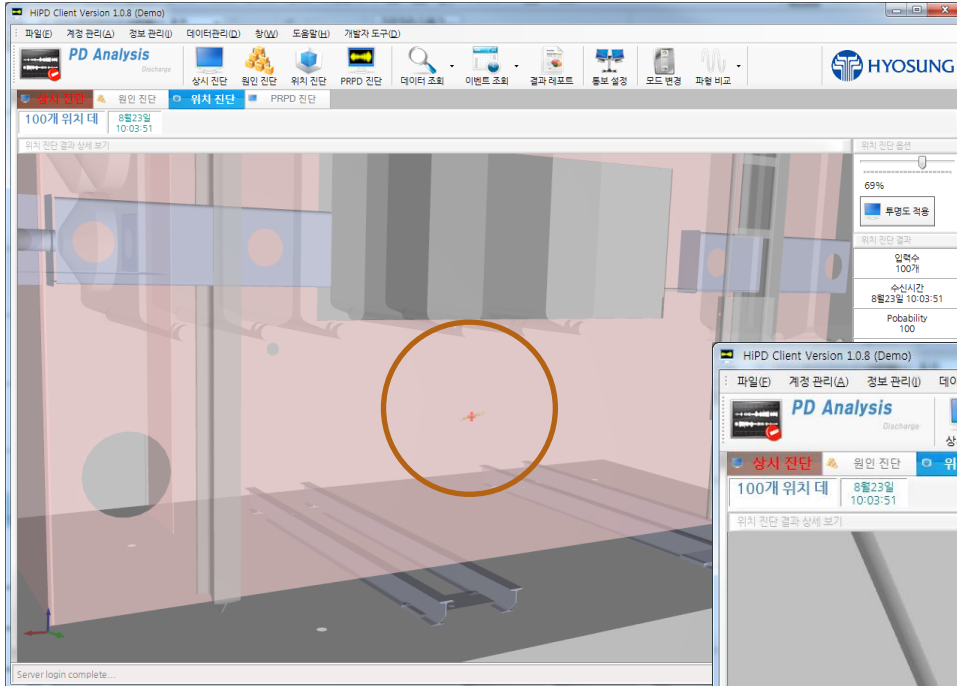 HiPD Client Version 1.0.8 (Demo)
파일(F) 계정 관리(A) 정보 관리(I) 데이터관리(D) 창(W) 도움말(H) 개발자 도구(D)
PD Analysis
Discharge
상시 진단 원인 진단 위치 진단 PRPD 진단 데이터 조회 이벤트 조회 결과 레포트 통보 설정 모드 변경 파형 비교
HYOSUNG
상시 진단 원인 진단 위치 진단 PRPD 진단
100개 위치 데
8월23일
10:03:51
위치 진단 결과 상세 보기
위치 진단 옵션
69%
투명도 적용
위치 진단 결과
입력수
100개
수신시간
8월23일 10:03:51
Pobability
100
Server login complete...
HiPD Client Version 1.0.8 (Demo)
파일(F) 계정 관리(A) 정보 관리(I) 데이
PD Analysis
Discharge
상
상시 진단 원인 진단 위
100개 위치 데
8월23일
10:03:51
위치 진단 결과 상세 보기